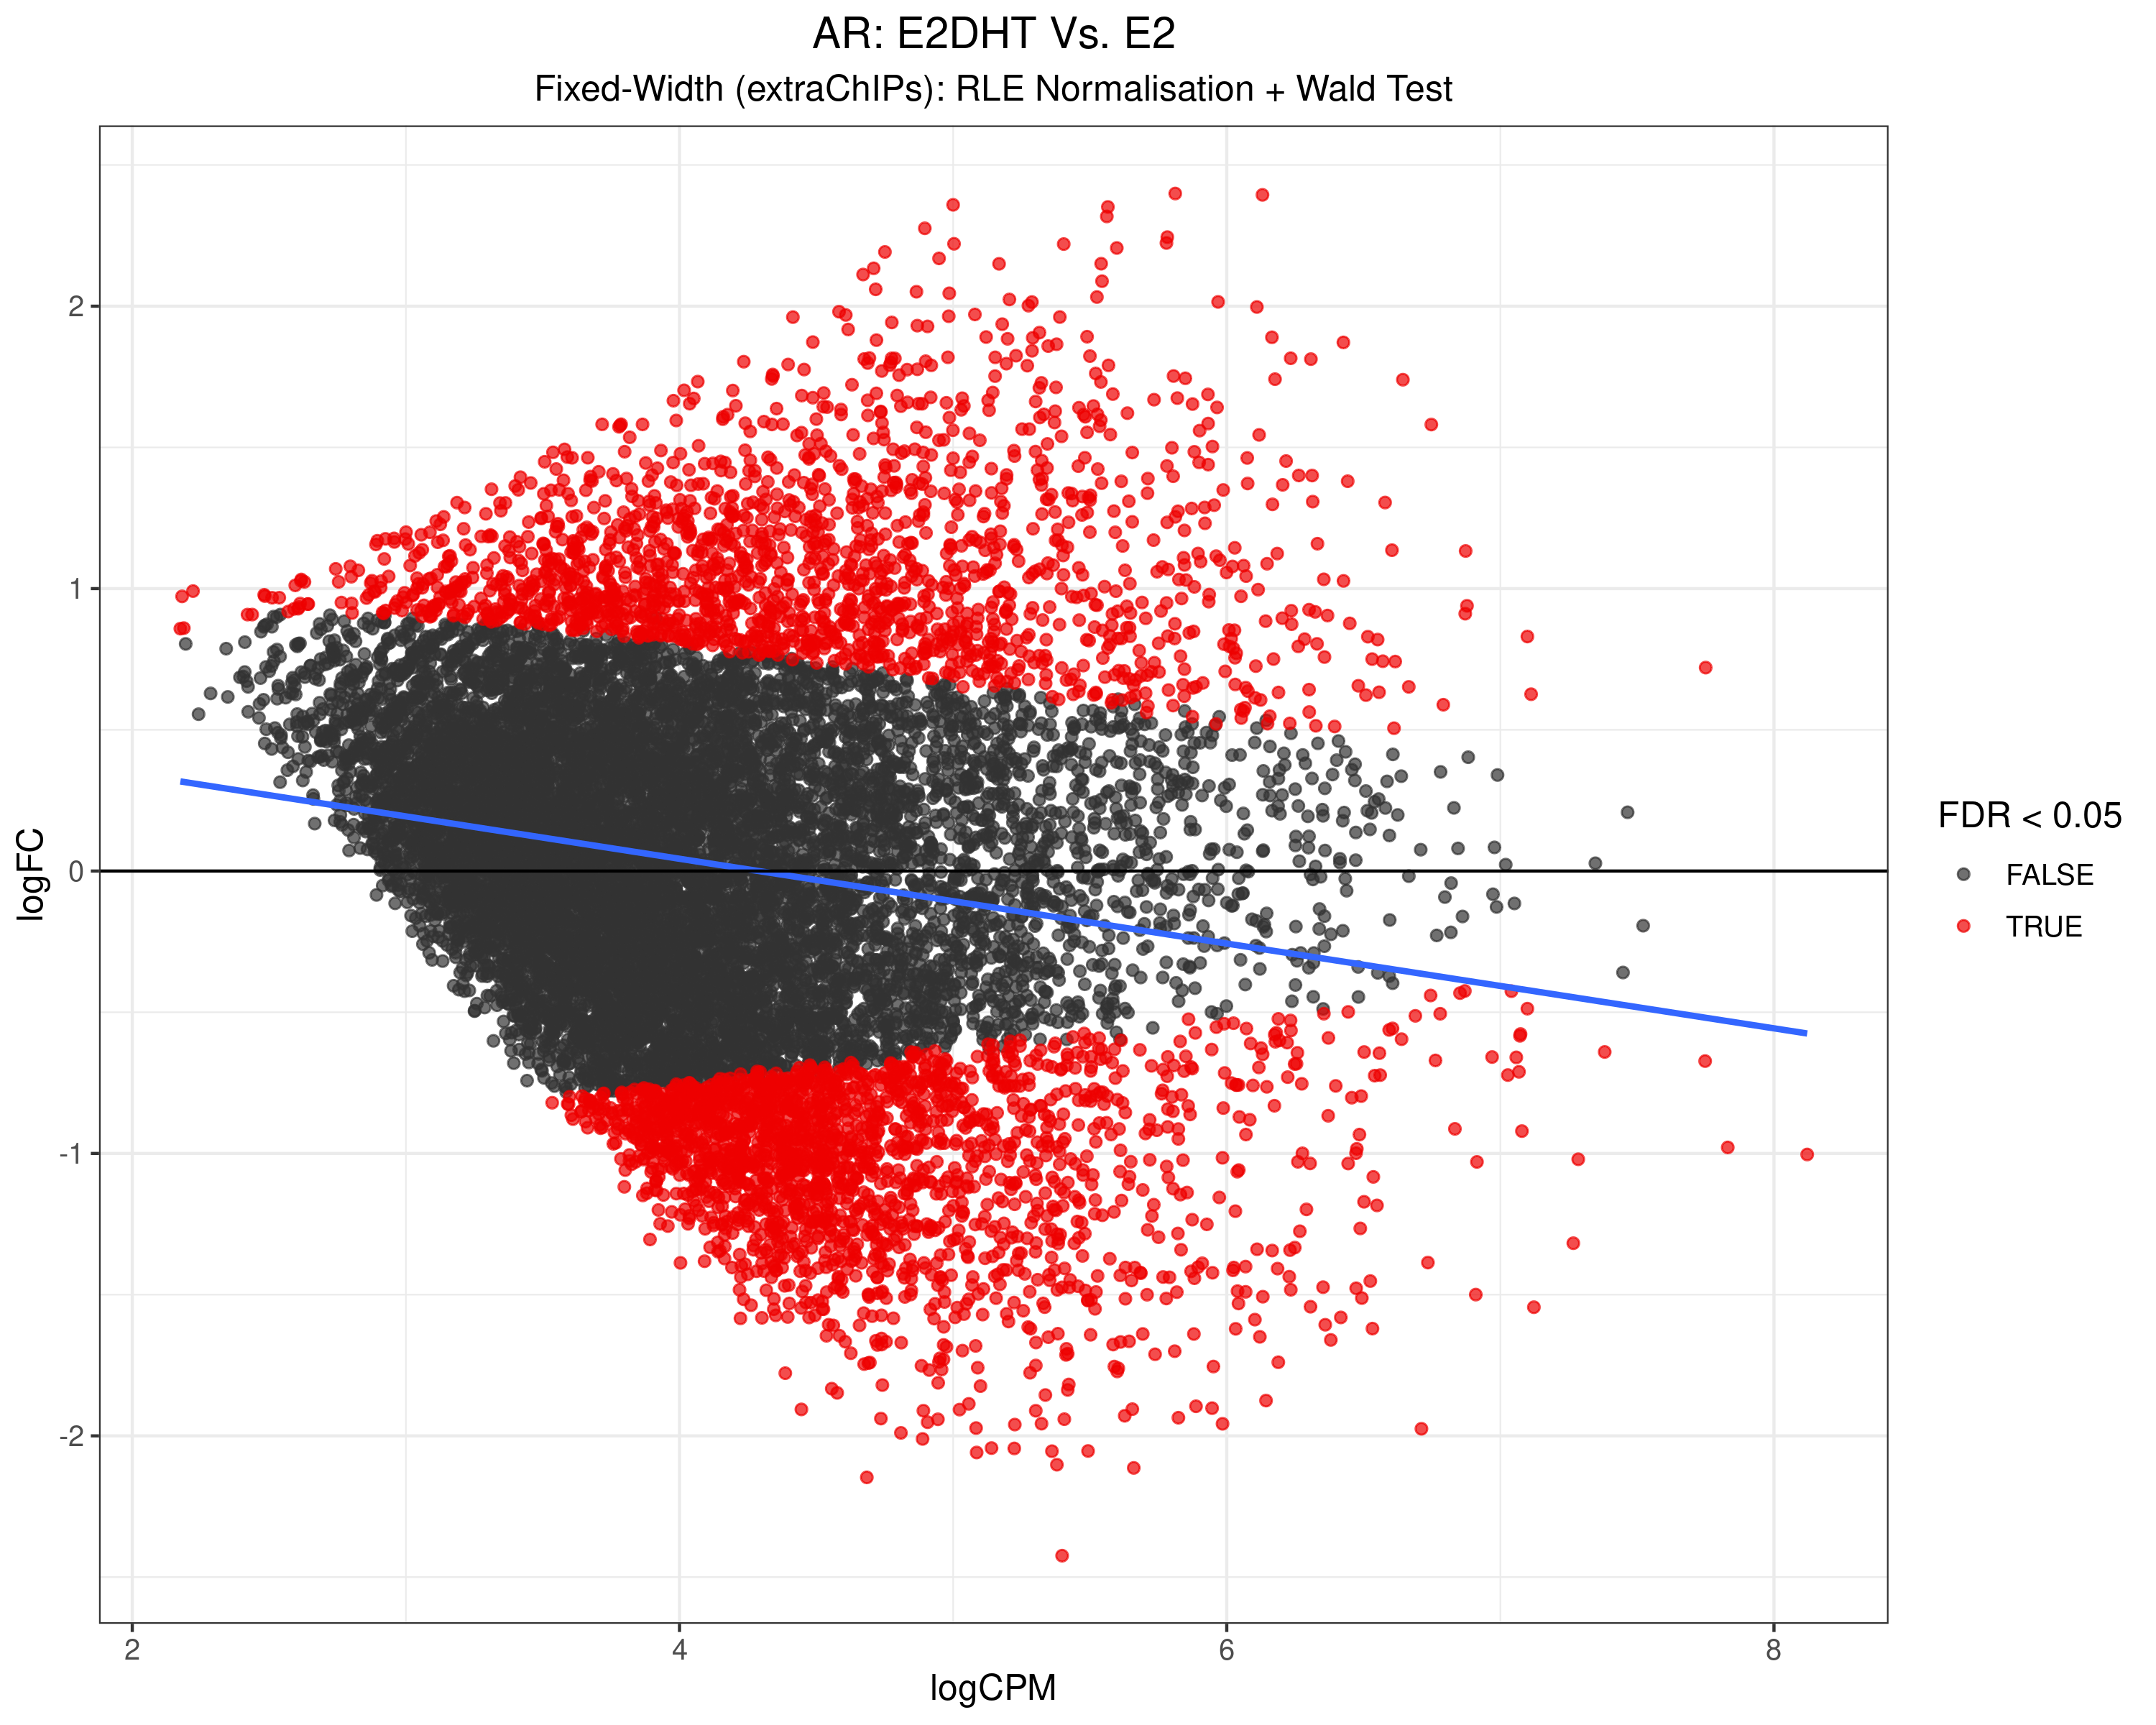 AR: E2DHT Vs. E2
Fixed-Width (extraChIPs): RLE Normalisation + Wald Test
logFC
2
1
0
-1
-2
2
4
6
8
logCPM
FDR < 0.05
FALSE
TRUE